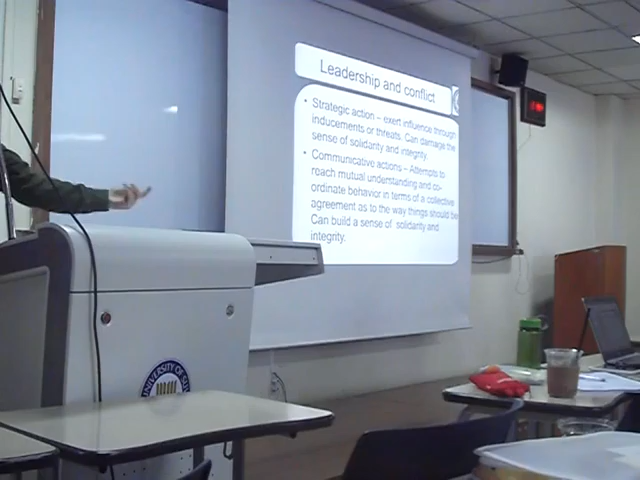 Leadership and conflict
• Strategic action – exert influence through
inducements or threats. Can damage the
sense of solidarity and integrity.
• Communicative actions – Attempts to
reach mutual understanding and co-
ordinate behavior in terms of a collective
agreement as to the way things should be
Can build a sense of solidarity and
integrity.
UNIVERSITY OF